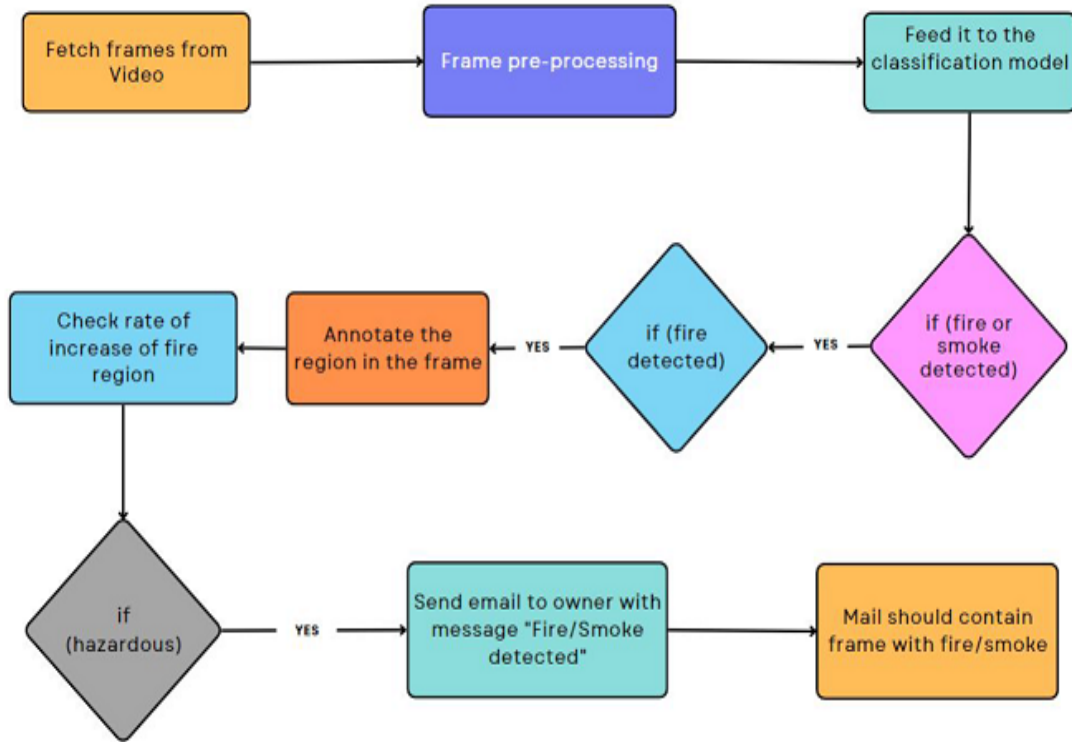 Fetch frames from
Video
Frame pre-processing
Feed it to the
classification model
if (fire or
smoke
detected)
YES
if (fire
detected)
YES
Annotate the
region in the frame
Check rate of
increase of fire
region
if
(hazardous)
YES
Send email to owner with
message "Fire/Smoke
detected"
Mail should contain
frame with fire/smoke